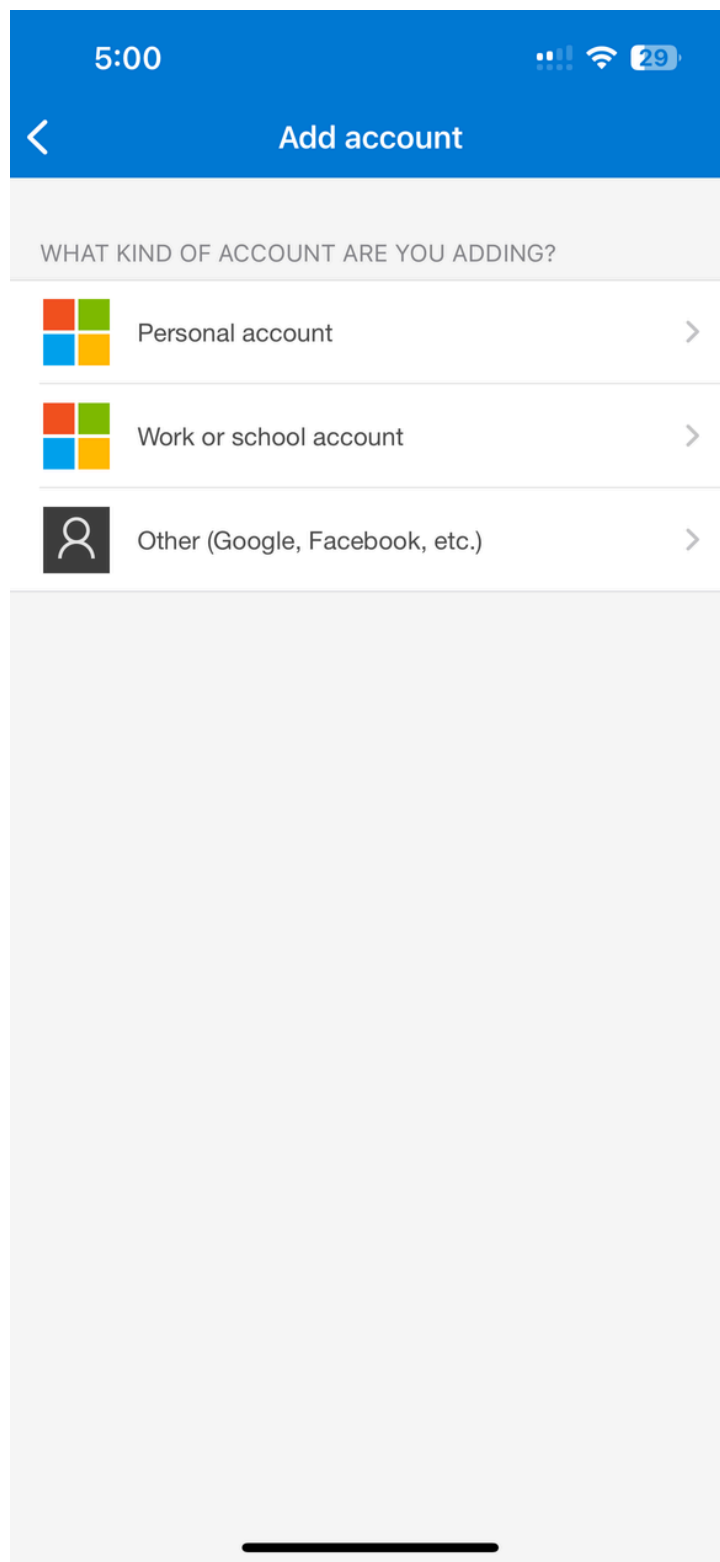 5:00
29
Add account
WHAT KIND OF ACCOUNT ARE YOU ADDING?
Personal account
Work or school account
Other (Google, Facebook, etc.)